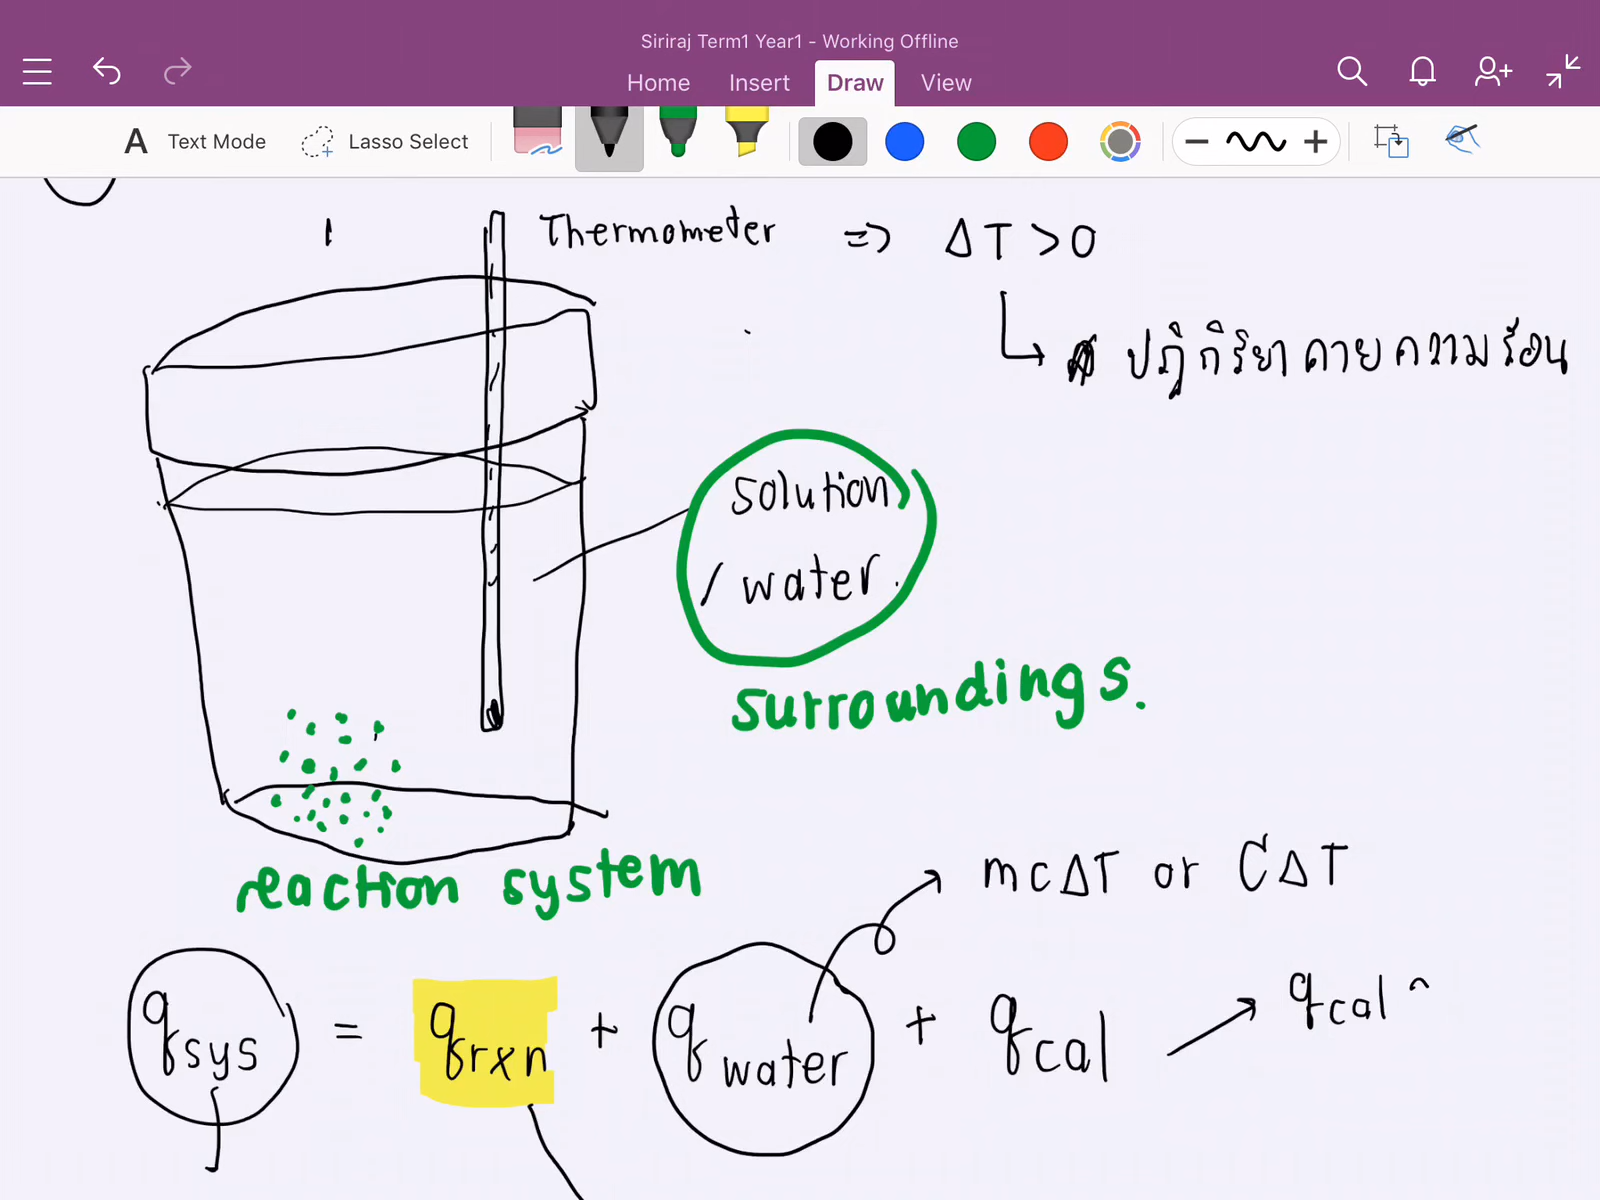 Siriraj Term1 Year1 - Working Offline
Home Insert Draw View
A Text Mode Lasso Select
Thermometer => ΔT>0
ปฏิกิริยาคายความร้อน
solution
/ water.
surroundings.
reaction system
mcΔT or CΔT
qsys = qrxn + qwater + qcal → qcal